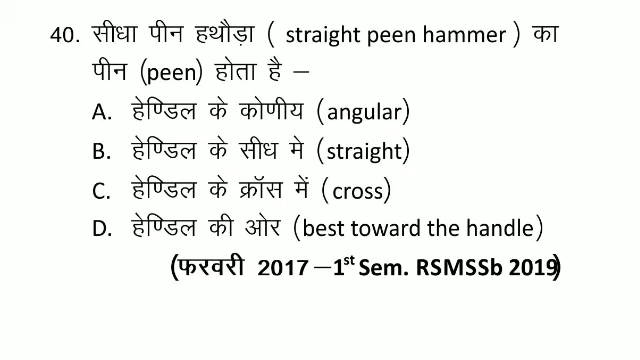 40. सीधा पीन हथौड़ा ( straight peen hammer ) का
पीन (peen) होता है –
A. हेण्डिल के कोणीय (angular)
B. हेण्डिल के सीध मे (straight)
C. हेण्डिल के क्रॉस में (cross)
D. हेण्डिल की ओर (best toward the handle)
(फरवरी 2017 –1st Sem. RSMSSb 2019)